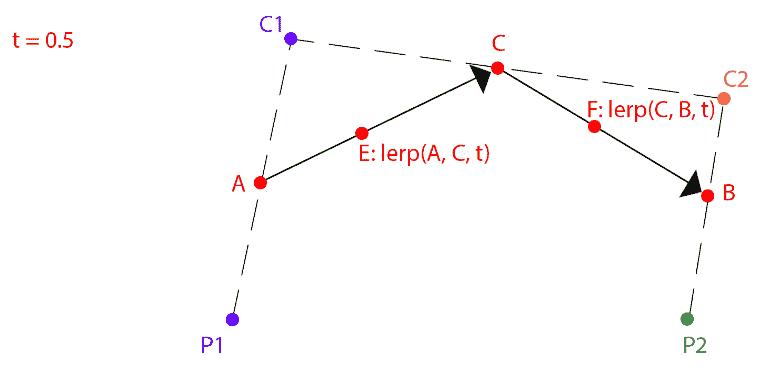 C1
t = 0.5
C
C2
F: lerp(C, B, t)
E: lerp(A, C, t)
A
B
P1
P2